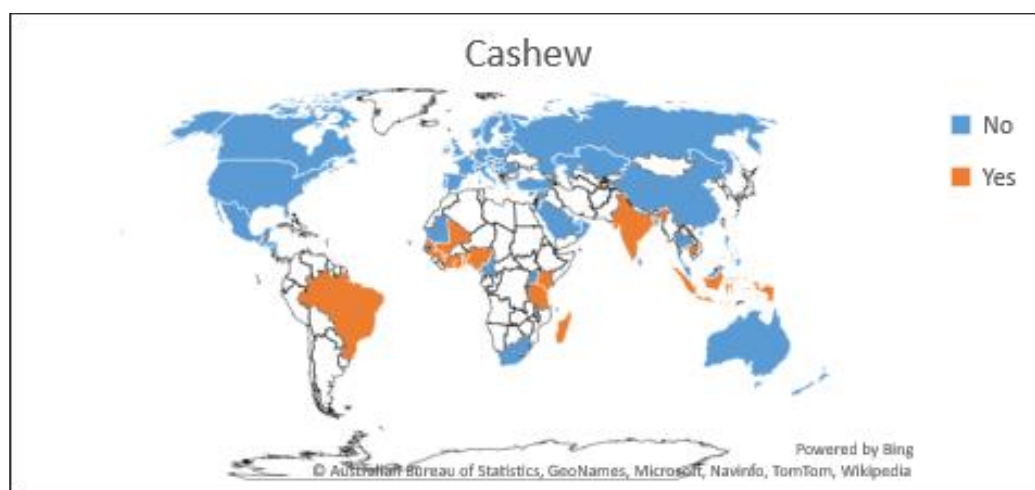 Cashew
No
Yes
Powered by Bing
© Australian Bureau of Statistics, GeoNames, Microsoft, Navinfo, TomTom, Wikipedia